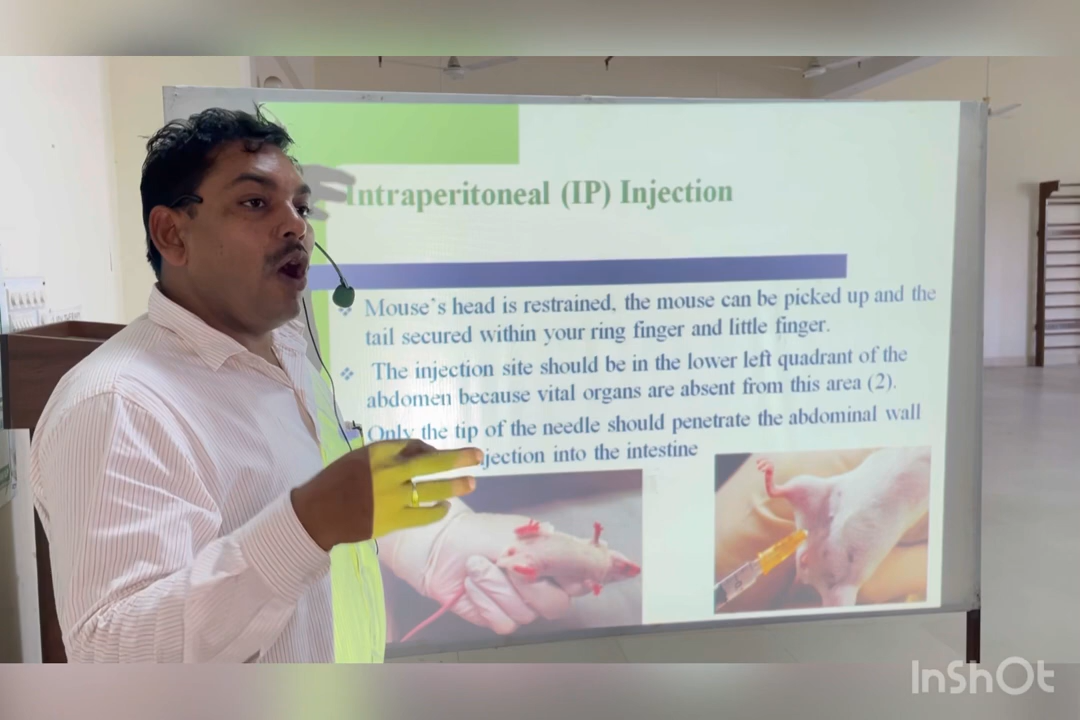 Intraperitoneal (IP) Injection
❖ Mouse's head is restrained, the mouse can be picked up and the
tail secured within your ring finger and little finger.
❖ The injection site should be in the lower left quadrant of the
abdomen because vital organs are absent from this area (2).
Only the tip of the needle should penetrate the abdominal wall
into the intestine
InShOt